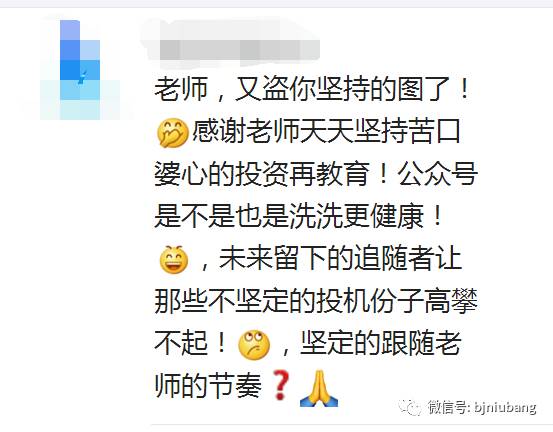 老师，又盗你坚持的图了！
🤭感谢老师天天坚持苦口
婆心的投资再教育！公众号
是不是也是洗洗更健康！
😄，未来留下的追随者让
那些不坚定的投机份子高攀
不起！🙄，坚定的跟随老
师的节奏❓🙏
微信号: bjniubang